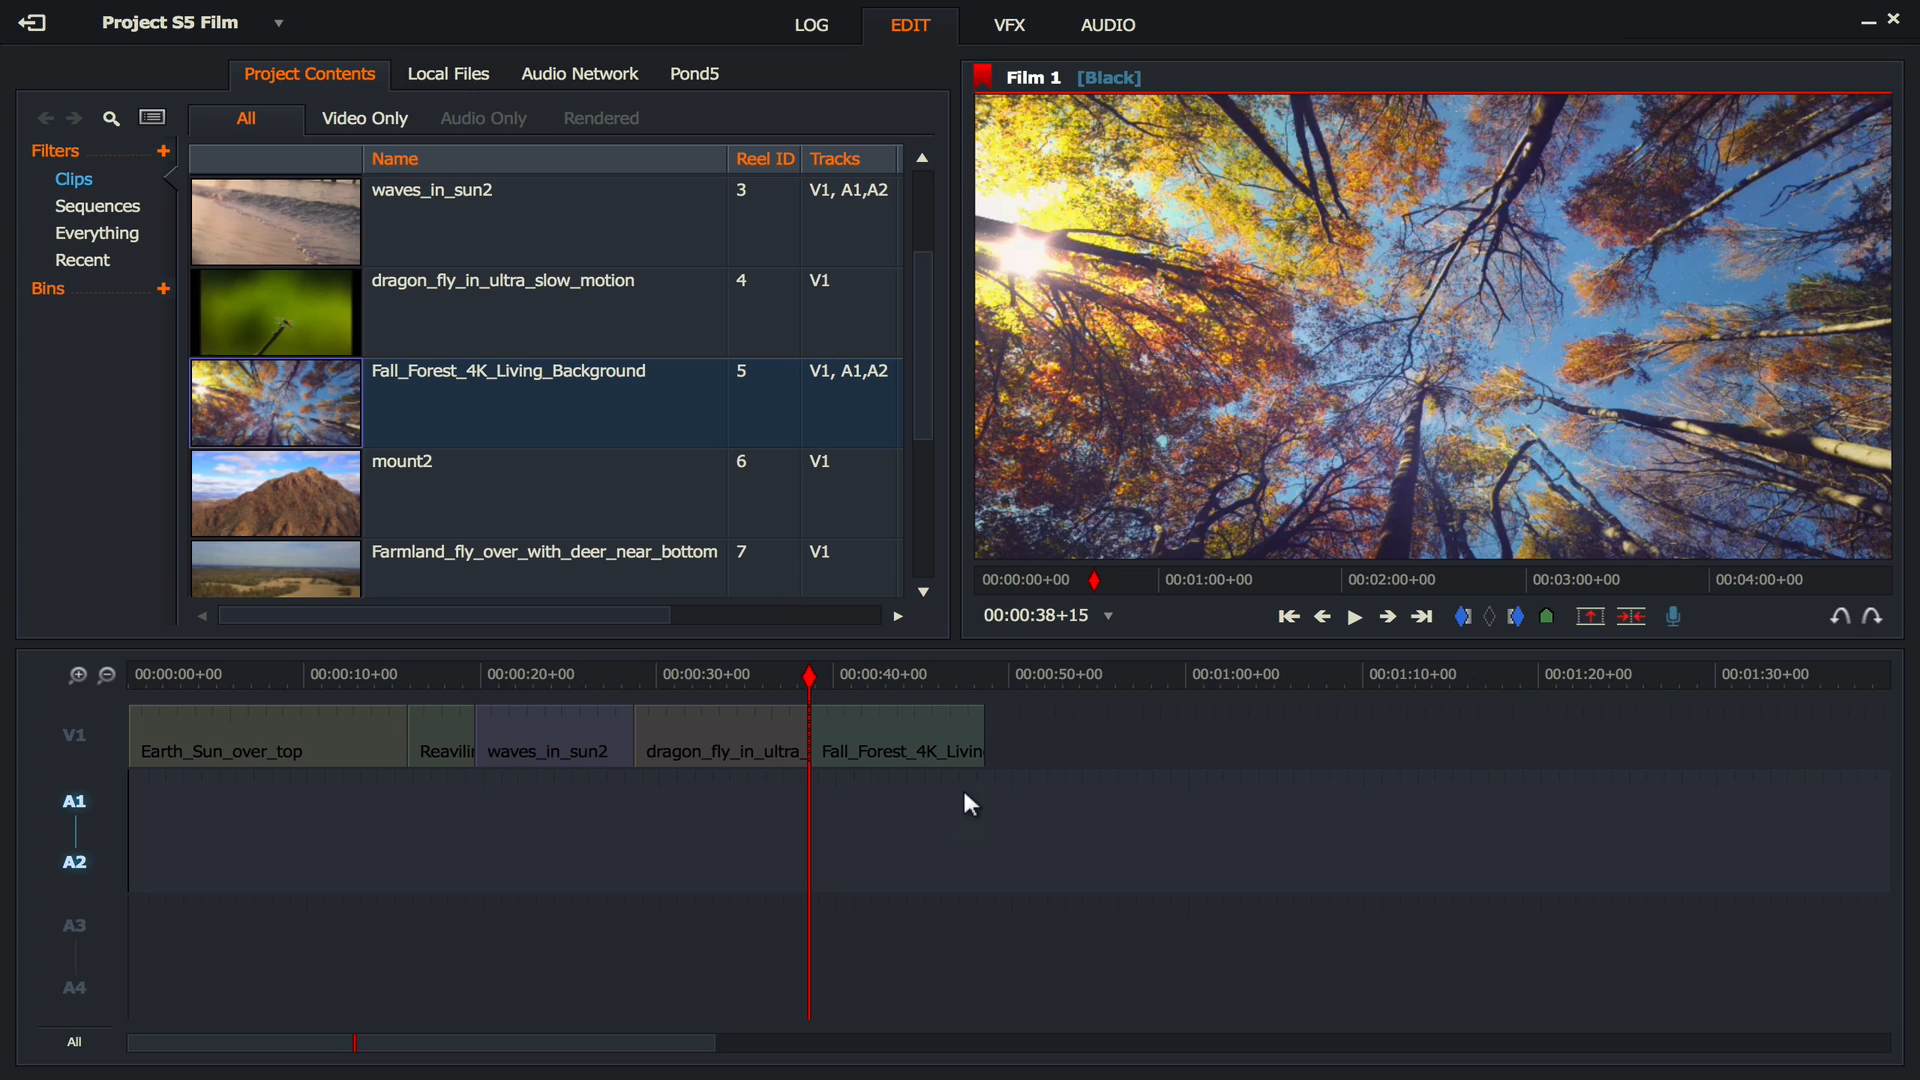 Project S5 Film
LOG EDIT VFX AUDIO
Project Contents Local Files Audio Network Pond5
All Video Only Audio Only Rendered
Filters
Clips
Sequences
Everything
Recent
Bins
Name Reel ID Tracks
waves_in_sun2 3 V1, A1,A2
dragon_fly_in_ultra_slow_motion 4 V1
Fall_Forest_4K_Living_Background 5 V1, A1,A2
mount2 6 V1
Farmland_fly_over_with_deer_near_bottom 7 V1
Film 1 [Black]
00:00:00+00 00:01:00+00 00:02:00+00 00:03:00+00 00:04:00+00
00:00:38+15
00:00:00+00 00:00:10+00 00:00:20+00 00:00:30+00 00:00:40+00 00:00:50+00 00:01:00+00 00:01:10+00 00:01:20+00 00:01:30+00
V1
Earth_Sun_over_top Reavilin waves_in_sun2 dragon_fly_in_ultra_ Fall_Forest_4K_Livin
A1
A2
A3
A4
All